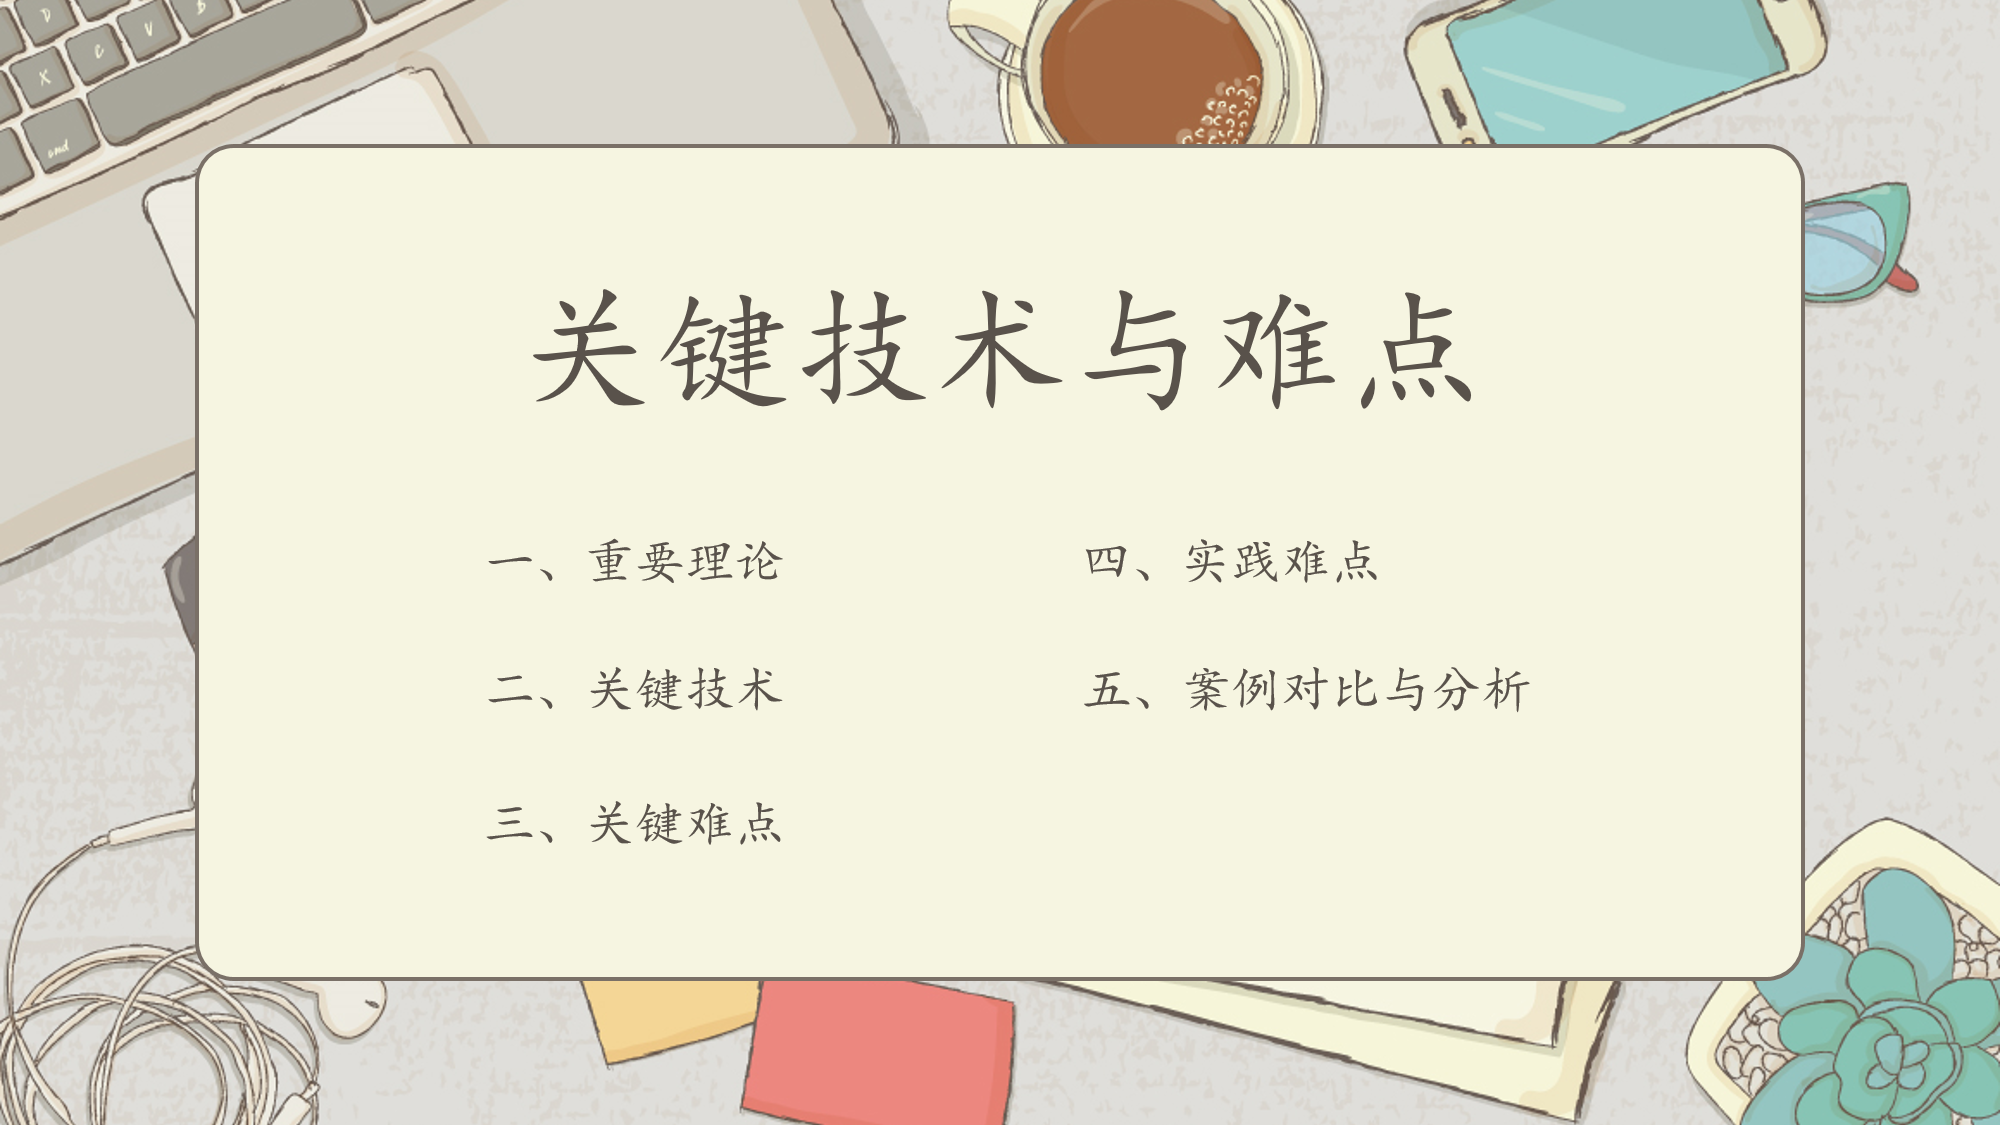 D
B
V
C
X
cmd
关键技术与难点
一、重要理论
二、关键技术
三、关键难点
四、实践难点
五、案例对比与分析